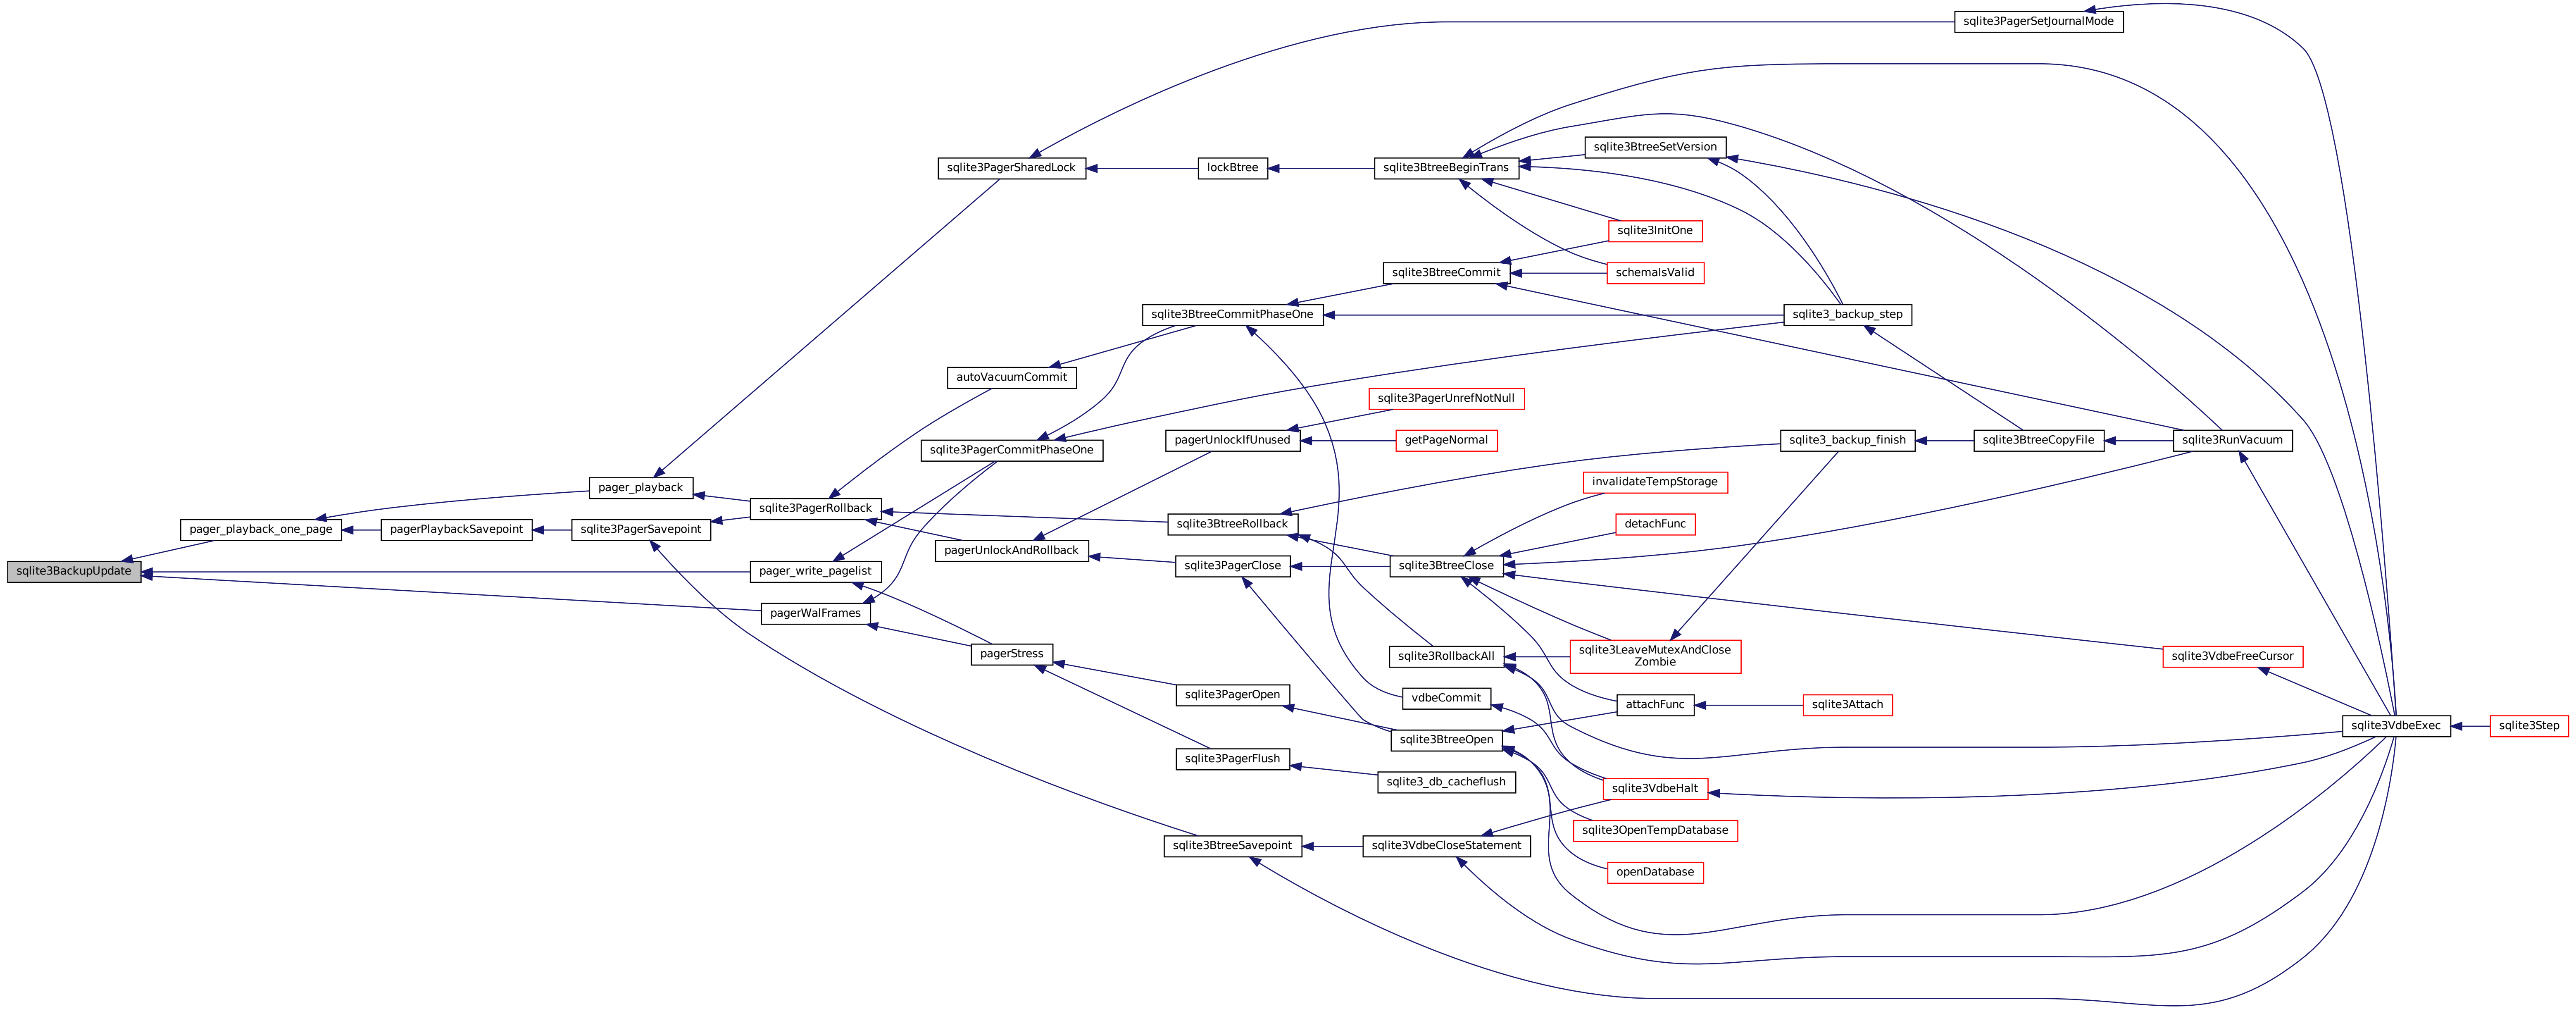 sqlite3BackupUpdate
pager_playback_one_page
pagerPlaybackSavepoint
pager_playback
sqlite3PagerSavepoint
sqlite3PagerRollback
pager_write_pagelist
pagerWalFrames
sqlite3PagerSharedLock
autoVacuumCommit
sqlite3PagerCommitPhaseOne
pagerUnlockAndRollback
pagerStress
lockBtree
sqlite3BtreeCommitPhaseOne
pagerUnlockIfUnused
sqlite3BtreeRollback
sqlite3PagerClose
sqlite3PagerOpen
sqlite3PagerFlush
sqlite3BtreeSavepoint
sqlite3BtreeBeginTrans
sqlite3BtreeCommit
sqlite3PagerUnrefNotNull
getPageNormal
sqlite3BtreeClose
sqlite3RollbackAll
vdbeCommit
sqlite3BtreeOpen
sqlite3_db_cacheflush
sqlite3VdbeCloseStatement
sqlite3BtreeSetVersion
sqlite3InitOne
schemaIsValid
invalidateTempStorage
detachFunc
sqlite3LeaveMutexAndClose
Zombie
attachFunc
sqlite3VdbeHalt
sqlite3OpenTempDatabase
openDatabase
sqlite3_backup_step
sqlite3_backup_finish
sqlite3Attach
sqlite3PagerSetJournalMode
sqlite3BtreeCopyFile
sqlite3RunVacuum
sqlite3VdbeFreeCursor
sqlite3VdbeExec
sqlite3Step